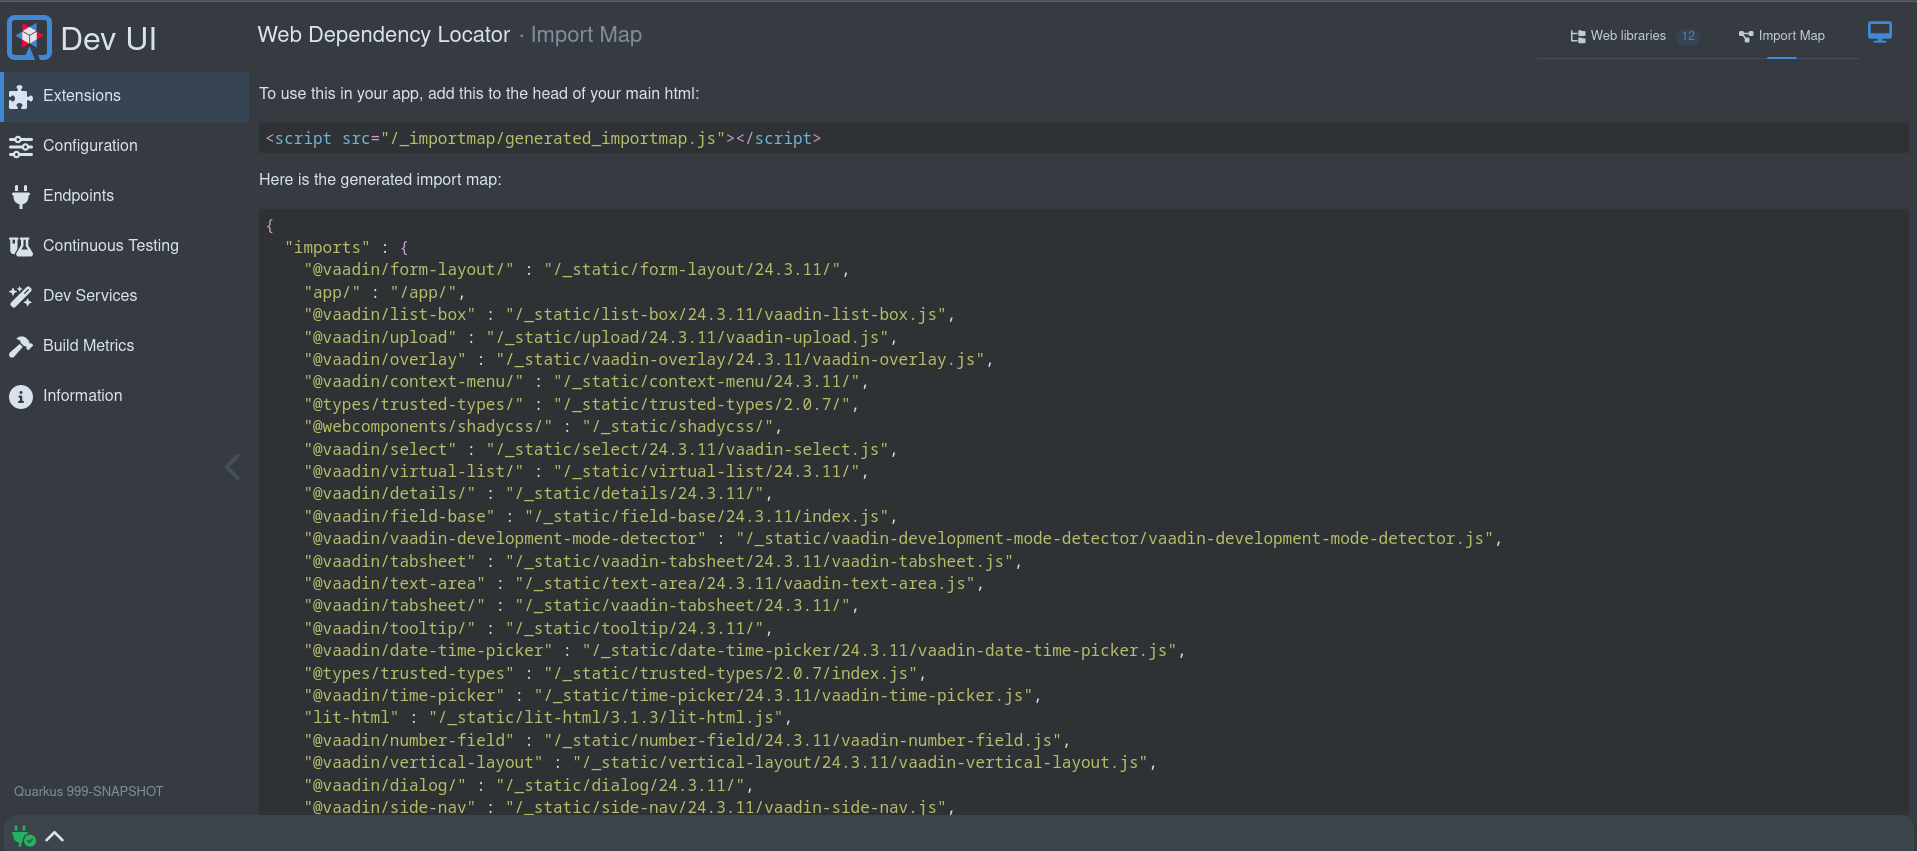 Dev UI
Web Dependency Locator · Import Map
Web libraries 12
Import Map
Extensions
Configuration
Endpoints
Continuous Testing
Dev Services
Build Metrics
Information
Quarkus 999-SNAPSHOT
To use this in your app, add this to the head of your main html:
<script src="/_importmap/generated_importmap.js"></script>
Here is the generated import map:
{
  "imports" : {
    "@vaadin/form-layout/" : "/_static/form-layout/24.3.11/",
    "app/" : "/app/",
    "@vaadin/list-box" : "/_static/list-box/24.3.11/vaadin-list-box.js",
    "@vaadin/upload" : "/_static/upload/24.3.11/vaadin-upload.js",
    "@vaadin/overlay" : "/_static/vaadin-overlay/24.3.11/vaadin-overlay.js",
    "@vaadin/context-menu/" : "/_static/context-menu/24.3.11/",
    "@types/trusted-types/" : "/_static/trusted-types/2.0.7/",
    "@webcomponents/shadycss/" : "/_static/shadycss/",
    "@vaadin/select" : "/_static/select/24.3.11/vaadin-select.js",
    "@vaadin/virtual-list/" : "/_static/virtual-list/24.3.11/",
    "@vaadin/details/" : "/_static/details/24.3.11/",
    "@vaadin/field-base" : "/_static/field-base/24.3.11/index.js",
    "@vaadin/vaadin-development-mode-detector" : "/_static/vaadin-development-mode-detector/vaadin-development-mode-detector.js",
    "@vaadin/tabsheet" : "/_static/vaadin-tabsheet/24.3.11/vaadin-tabsheet.js",
    "@vaadin/text-area" : "/_static/text-area/24.3.11/vaadin-text-area.js",
    "@vaadin/tabsheet/" : "/_static/vaadin-tabsheet/24.3.11/",
    "@vaadin/tooltip/" : "/_static/tooltip/24.3.11/",
    "@vaadin/date-time-picker" : "/_static/date-time-picker/24.3.11/vaadin-date-time-picker.js",
    "@types/trusted-types" : "/_static/trusted-types/2.0.7/index.js",
    "@vaadin/time-picker" : "/_static/time-picker/24.3.11/vaadin-time-picker.js",
    "lit-html" : "/_static/lit-html/3.1.3/lit-html.js",
    "@vaadin/number-field" : "/_static/number-field/24.3.11/vaadin-number-field.js",
    "@vaadin/vertical-layout" : "/_static/vertical-layout/24.3.11/vaadin-vertical-layout.js",
    "@vaadin/dialog/" : "/_static/dialog/24.3.11/",
    "@vaadin/side-nav" : "/_static/side-nav/24.3.11/vaadin-side-nav.js",